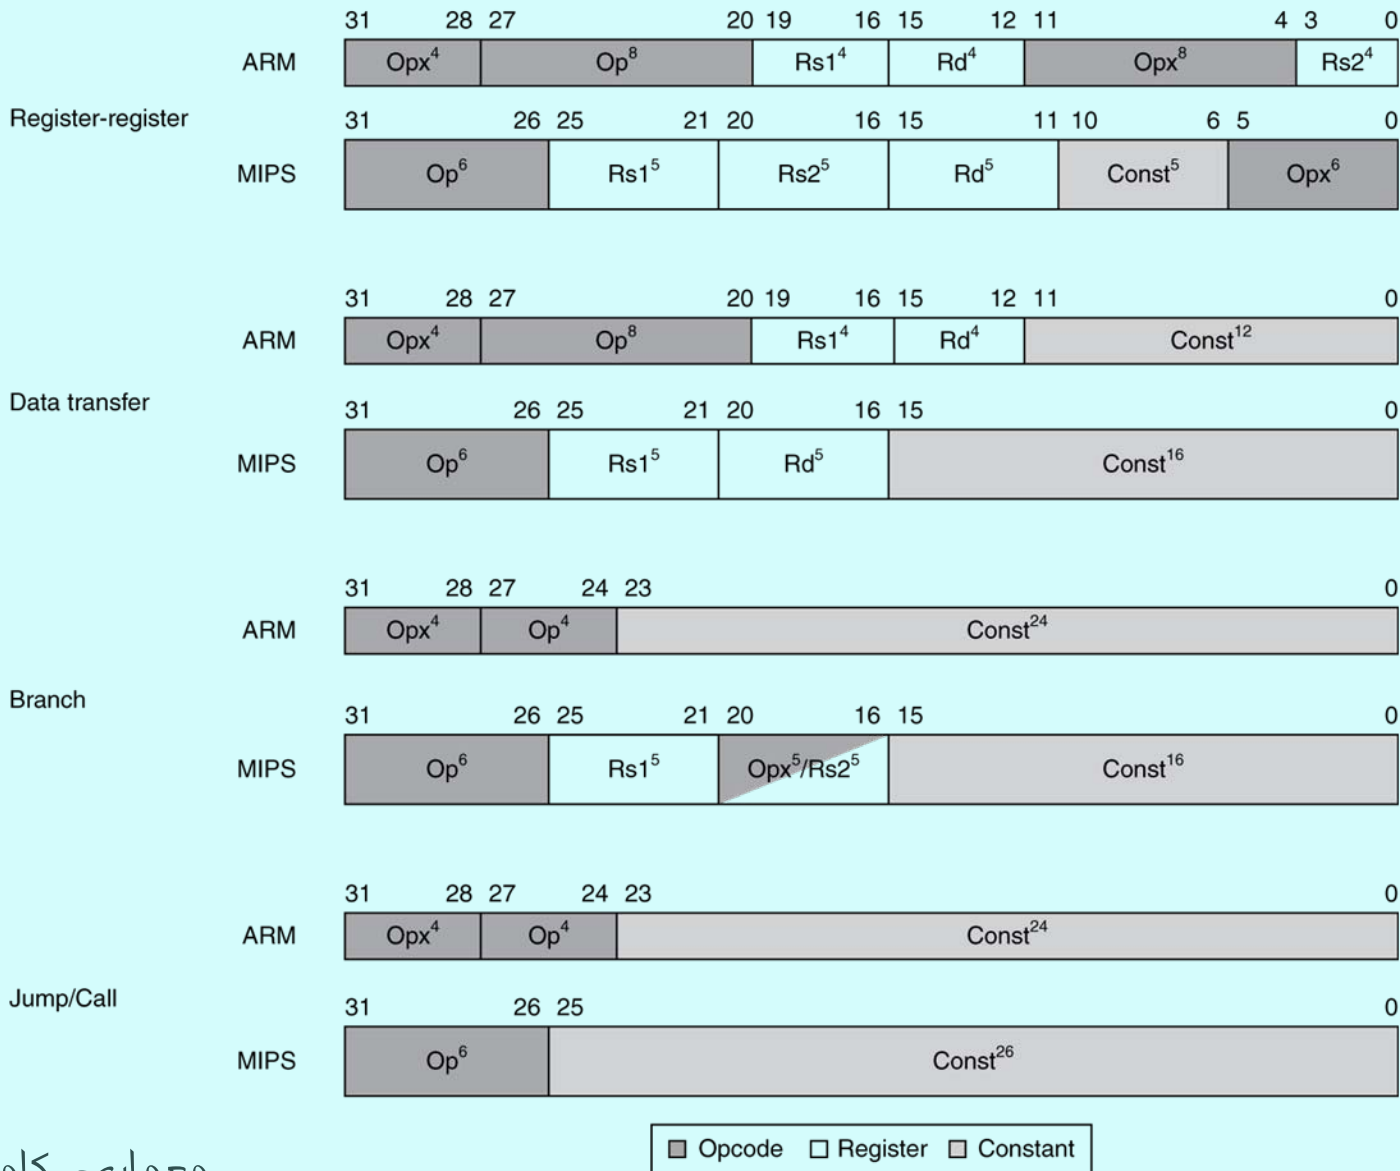 31 28 27 20 19 16 15 12 11 4 3 0
ARM Opx⁴ Op⁸ Rs1⁴ Rd⁴ Opx⁸ Rs2⁴
Register-register
31 26 25 21 20 16 15 11 10 6 5 0
MIPS Op⁶ Rs1⁵ Rs2⁵ Rd⁵ Const⁵ Opx⁶
31 28 27 20 19 16 15 12 11 0
ARM Opx⁴ Op⁸ Rs1⁴ Rd⁴ Const¹²
Data transfer
31 26 25 21 20 16 15 0
MIPS Op⁶ Rs1⁵ Rd⁵ Const¹⁶
31 28 27 24 23 0
ARM Opx⁴ Op⁴ Const²⁴
Branch
31 26 25 21 20 16 15 0
MIPS Op⁶ Rs1⁵ Opx⁵/Rs2⁵ Const¹⁶
31 28 27 24 23 0
ARM Opx⁴ Op⁴ Const²⁴
Jump/Call
31 26 25 0
MIPS Op⁶ Const²⁶
Opcode Register Constant